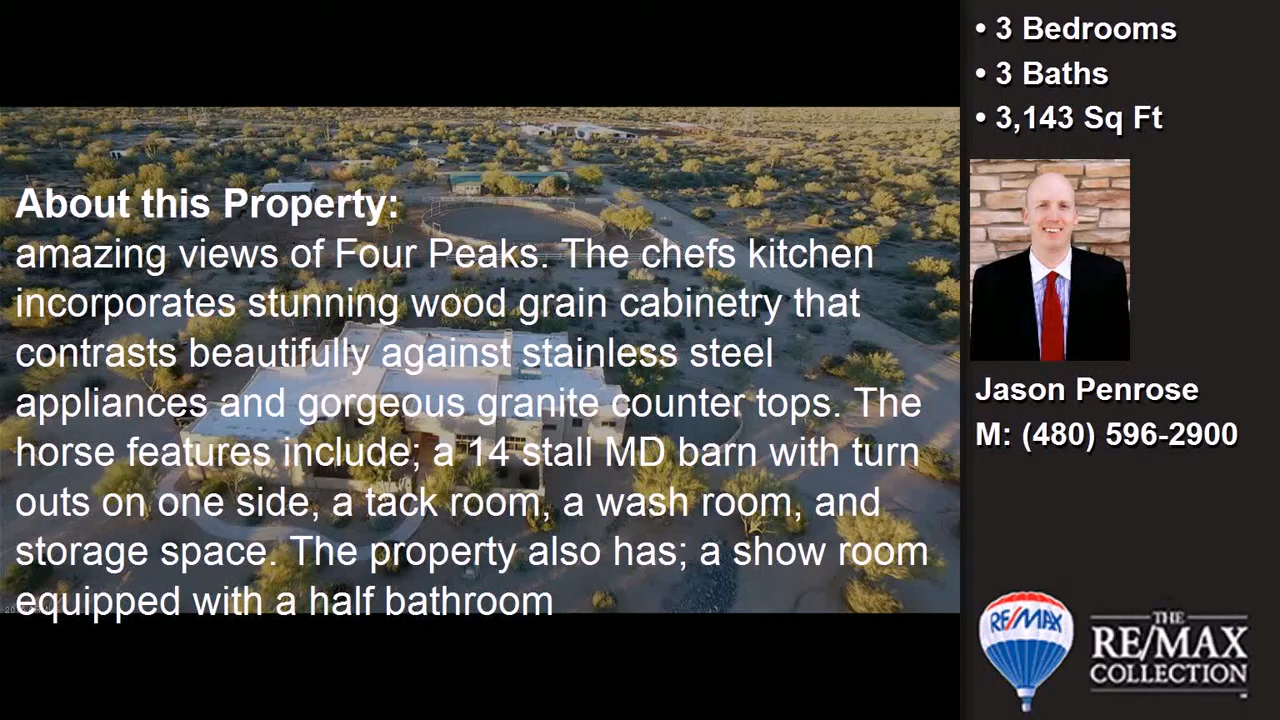 About this Property:
amazing views of Four Peaks. The chefs kitchen
incorporates stunning wood grain cabinetry that
contrasts beautifully against stainless steel
appliances and gorgeous granite counter tops. The
horse features include; a 14 stall MD barn with turn
outs on one side, a tack room, a wash room, and
storage space. The property also has; a show room
equipped with a half bathroom
• 3 Bedrooms
• 3 Baths
• 3,143 Sq Ft
Jason Penrose
M: (480) 596-2900
RE/MAX
THE
RE/MAX
COLLECTION